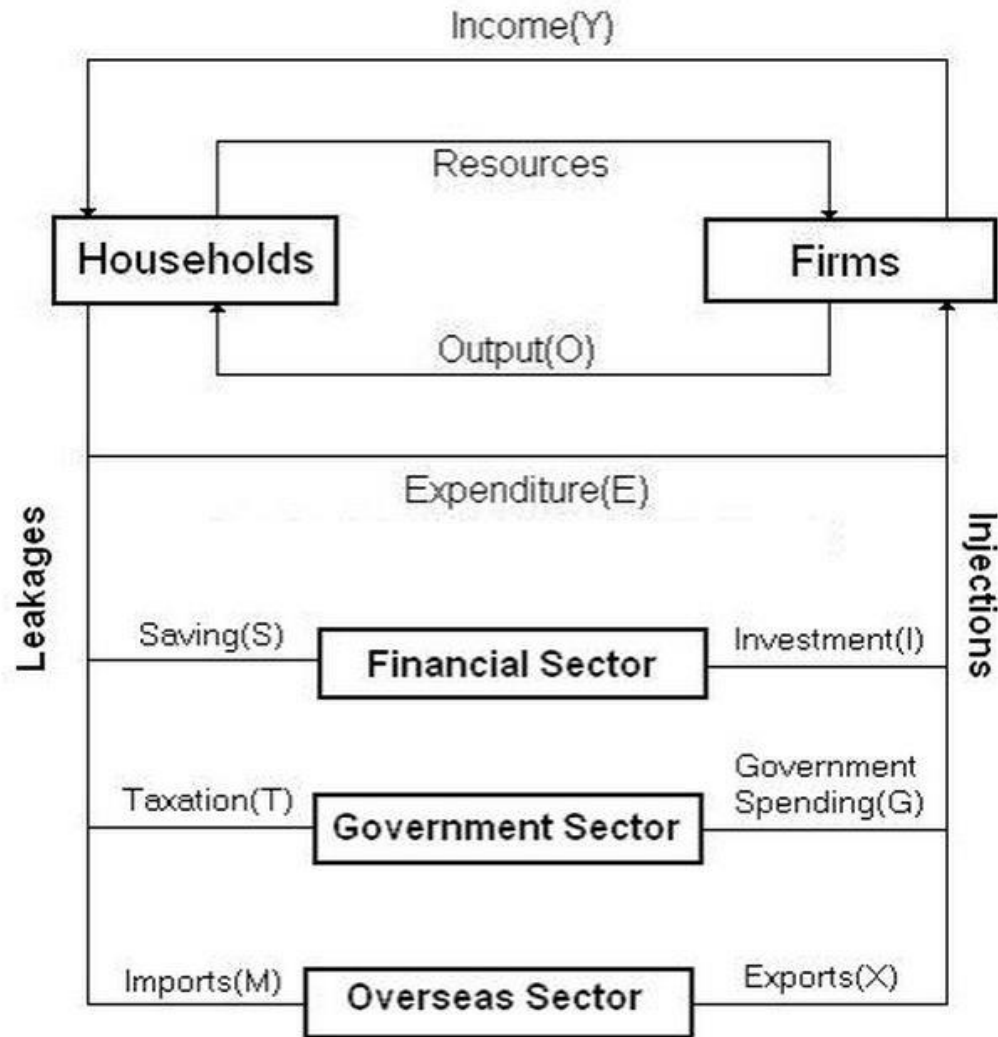 Income(Y)
Resources
Households
Firms
Output(O)
Expenditure(E)
Leakages
Injections
Saving(S)
Financial Sector
Investment(I)
Taxation(T)
Government Sector
Government
Spending(G)
Imports(M)
Overseas Sector
Exports(X)